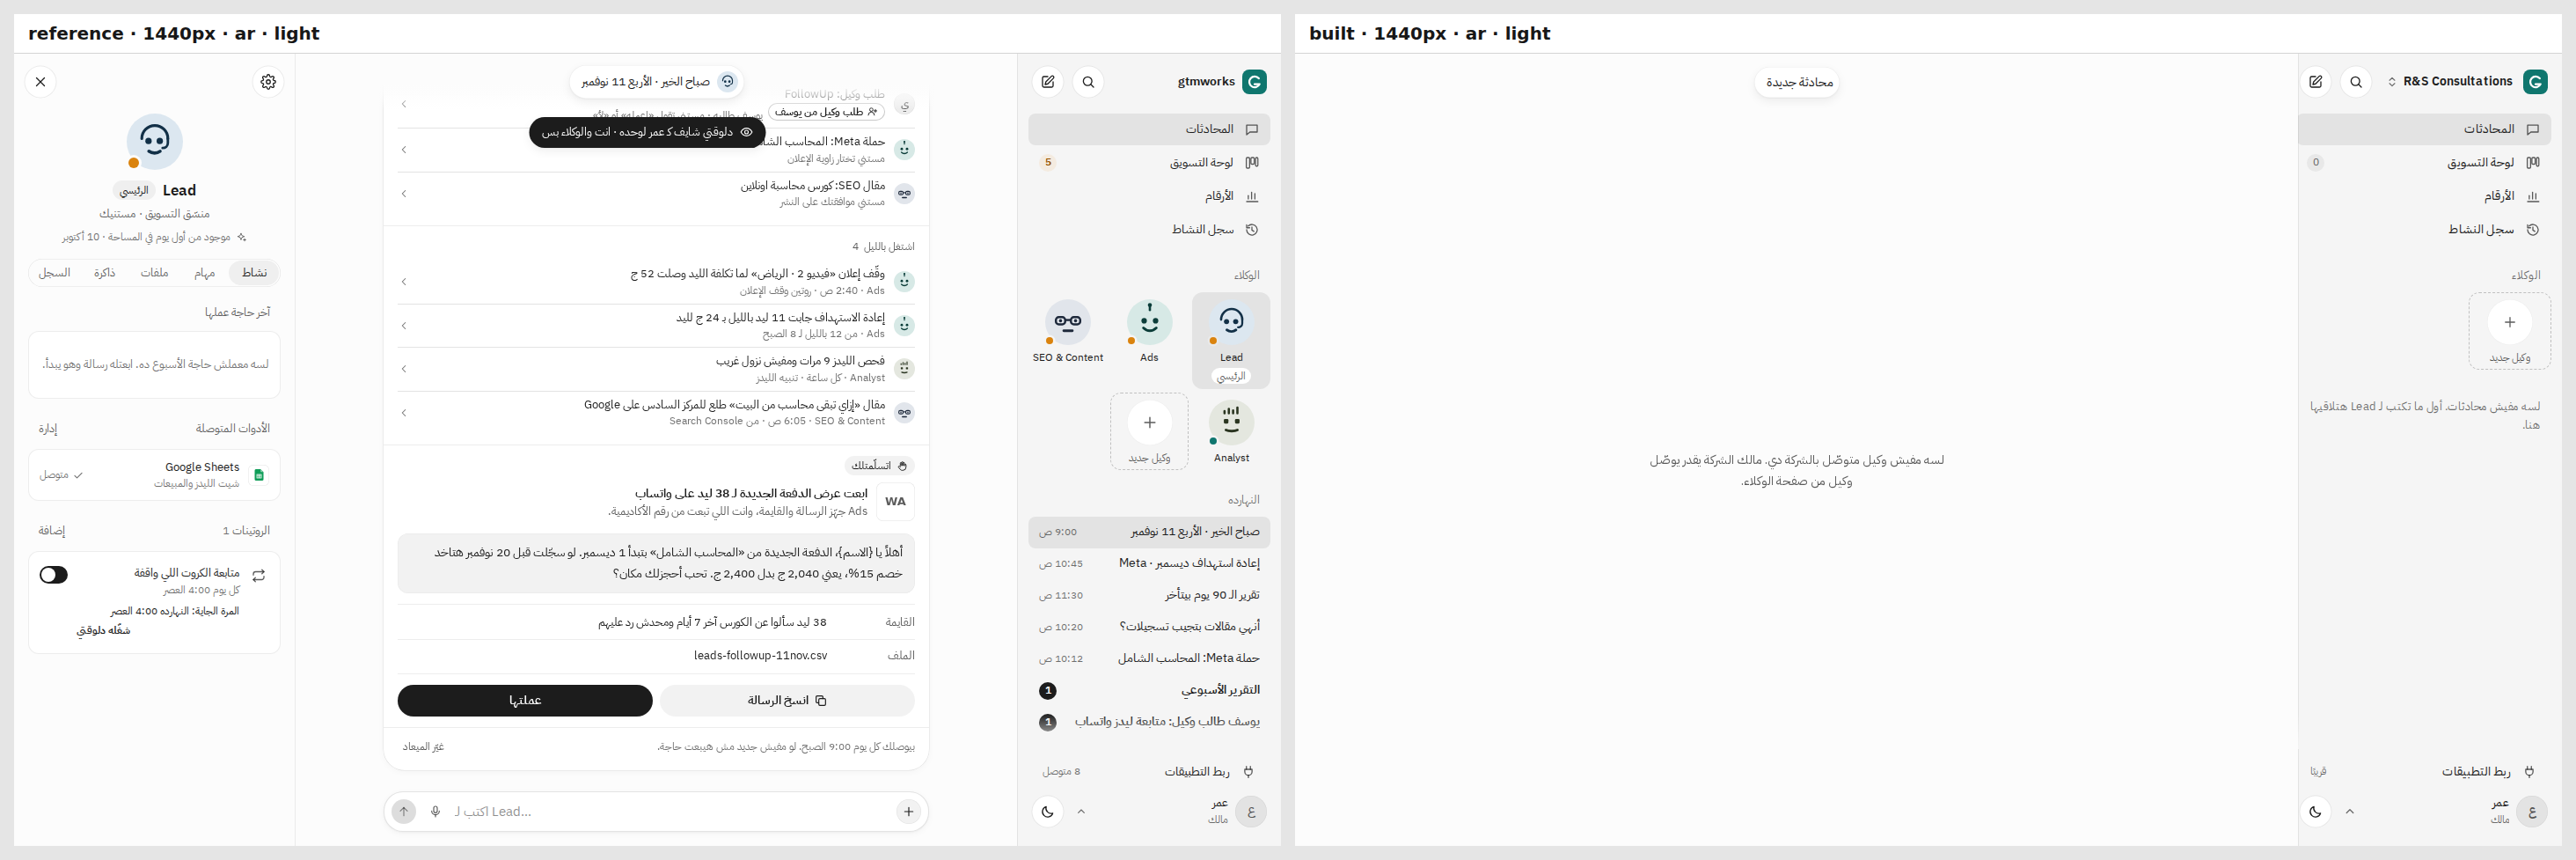 reference · 1440px · ar · light
gtmworks
المحادثات
لوحة التسويق
5
الأرقام
سجل النشاط
الوكلاء
Lead
الرئيسي
Ads
SEO & Content
Analyst
وكيل جديد
النهارده
صباح الخير · الأربع 11 نوفمبر
9:00 ص
إعادة استهداف ديسمبر · Meta
10:45 ص
تقرير الـ 90 يوم بيتأخر
11:30 ص
أنهي مقالات بتجيب تسجيلات؟
10:20 ص
حملة Meta: المحاسب الشامل
10:12 ص
التقرير الأسبوعي
1
يوسف طالب وكيل: متابعة ليدز واتساب
1
ربط التطبيقات
8 متوصل
ع
عمر
مالك
صباح الخير · الأربع 11 نوفمبر
طلب وكيل: FollowUp
ي
طلب وكيل من يوسف
دلوقتي شايف كـ عمر لوحده · انت والوكلاء بس
حملة Meta: المحاسب
مستني تختار زاوية الإعلان
مقال SEO: كورس محاسبة اونلاين
مستني موافقتك على النشر
اشتغل بالليل 4
وقّف إعلان «فيديو 2 · الرياض» لما تكلفة الليد وصلت 52 ج
Ads · 2:40 ص · روتين وقف الإعلان
إعادة الاستهداف جابت 11 ليد بالليل بـ 24 ج لليد
Ads · من 12 بالليل لـ 8 الصبح
فحص الليدز 9 مرات ومفيش نزول غريب
Analyst · كل ساعة · تنبيه الليدز
مقال «إزاي تبقى محاسب من البيت» طلع للمركز السادس على Google
SEO & Content · 6:05 ص · من Search Console
اتسلّمتلك
WA
ابعت عرض الدفعة الجديدة لـ 38 ليد على واتساب
Ads جهّز الرسالة والقايمة، وانت اللي تبعت من رقم الأكاديمية.
أهلاً يا {الاسم}، الدفعة الجديدة من «المحاسب الشامل» بتبدأ 1 ديسمبر. لو سجّلت قبل 20 نوفمبر هتاخد
خصم 15%، يعني 2,040 ج بدل 2,400 ج. تحب أحجزلك مكان؟
القايمة
38 ليد سألوا عن الكورس آخر 7 أيام ومحدش رد عليهم
الملف
leads-followup-11nov.csv
انسخ الرسالة
عملتها
بيوصلك كل يوم 9:00 الصبح. لو مفيش جديد مش هيبعت حاجة.
غيّر الميعاد
اكتب لـ Lead...
Lead
الرئيسي
منسّق التسويق · مستنيك
موجود من أول يوم في المساحة · 10 أكتوبر
نشاط
مهام
ملفات
ذاكرة
السجل
آخر حاجة عملها
لسه معملش حاجة الأسبوع ده. ابعتله رسالة وهو يبدأ.
الأدوات المتوصلة
إدارة
Google Sheets
شيت الليدز والمبيعات
متوصل
الروتينات 1
إضافة
متابعة الكروت اللي واقفة
كل يوم 4:00 العصر
المرة الجاية: النهارده 4:00 العصر
شغّله دلوقتي
built · 1440px · ar · light
R&S Consultations
المحادثات
لوحة التسويق
0
الأرقام
سجل النشاط
الوكلاء
وكيل جديد
لسه مفيش محادثات. أول ما تكتب لـ Lead هتلاقيها
هنا.
ربط التطبيقات
قريبًا
ع
عمر
مالك
محادثة جديدة
لسه مفيش وكيل متوصّل بالشركة دي. مالك الشركة يقدر يوصّل
وكيل من صفحة الوكلاء.